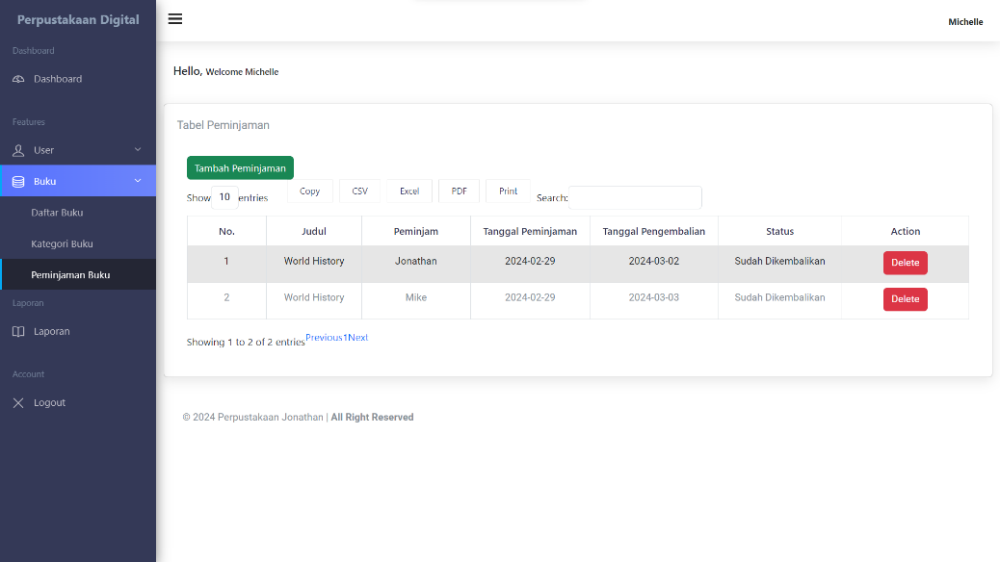 Perpustakaan Digital
Michelle
Dashboard
Dashboard
Features
User
Buku
Daftar Buku
Kategori Buku
Peminjaman Buku
Laporan
Laporan
Account
Logout
Hello, Welcome Michelle
Tabel Peminjaman
Tambah Peminjaman
Show 10 entries Copy CSV Excel PDF Print Search:
No. Judul Peminjam Tanggal Peminjaman Tanggal Pengembalian Status Action
1 World History Jonathan 2024-02-29 2024-03-02 Sudah Dikembalikan Delete
2 World History Mike 2024-02-29 2024-03-03 Sudah Dikembalikan Delete
Showing 1 to 2 of 2 entries Previous1Next
© 2024 Perpustakaan Jonathan | All Right Reserved